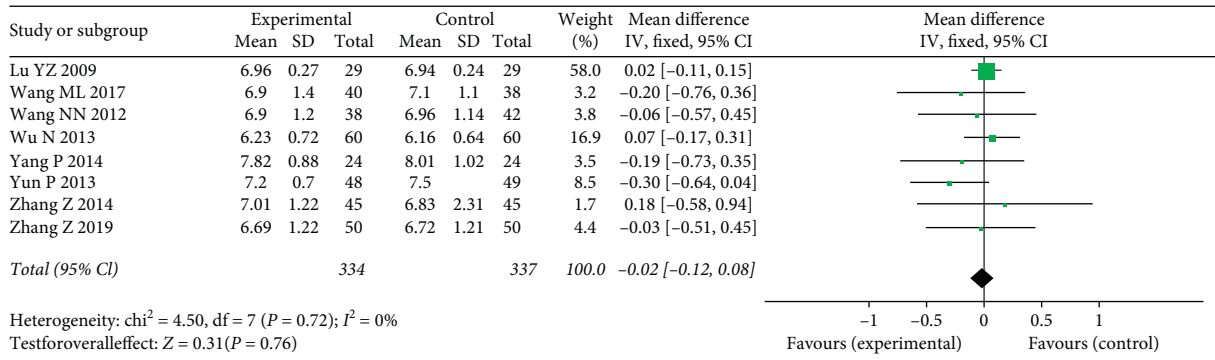 Study or subgroup Experimental Control Weight Mean difference Mean difference
Mean SD Total Mean SD Total (%) IV, fixed, 95% CI IV, fixed, 95% CI
Lu YZ 2009 6.96 0.27 29 6.94 0.24 29 58.0 0.02 [–0.11, 0.15]
Wang ML 2017 6.9 1.4 40 7.1 1.1 38 3.2 –0.20 [–0.76, 0.36]
Wang NN 2012 6.9 1.2 38 6.96 1.14 42 3.8 –0.06 [–0.57, 0.45]
Wu N 2013 6.23 0.72 60 6.16 0.64 60 16.9 0.07 [–0.17, 0.31]
Yang P 2014 7.82 0.88 24 8.01 1.02 24 3.5 –0.19 [–0.73, 0.35]
Yun P 2013 7.2 0.7 48 7.5 49 8.5 –0.30 [–0.64, 0.04]
Zhang Z 2014 7.01 1.22 45 6.83 2.31 45 1.7 0.18 [–0.58, 0.94]
Zhang Z 2019 6.69 1.22 50 6.72 1.21 50 4.4 –0.03 [–0.51, 0.45]
Total (95% Cl) 334 337 100.0 –0.02 [–0.12, 0.08]
Heterogeneity: chi² = 4.50, df = 7 (P = 0.72); I² = 0%
Testforoveralleffect: Z = 0.31(P = 0.76)
–1 –0.5 0 0.5 1
Favours (experimental) Favours (control)